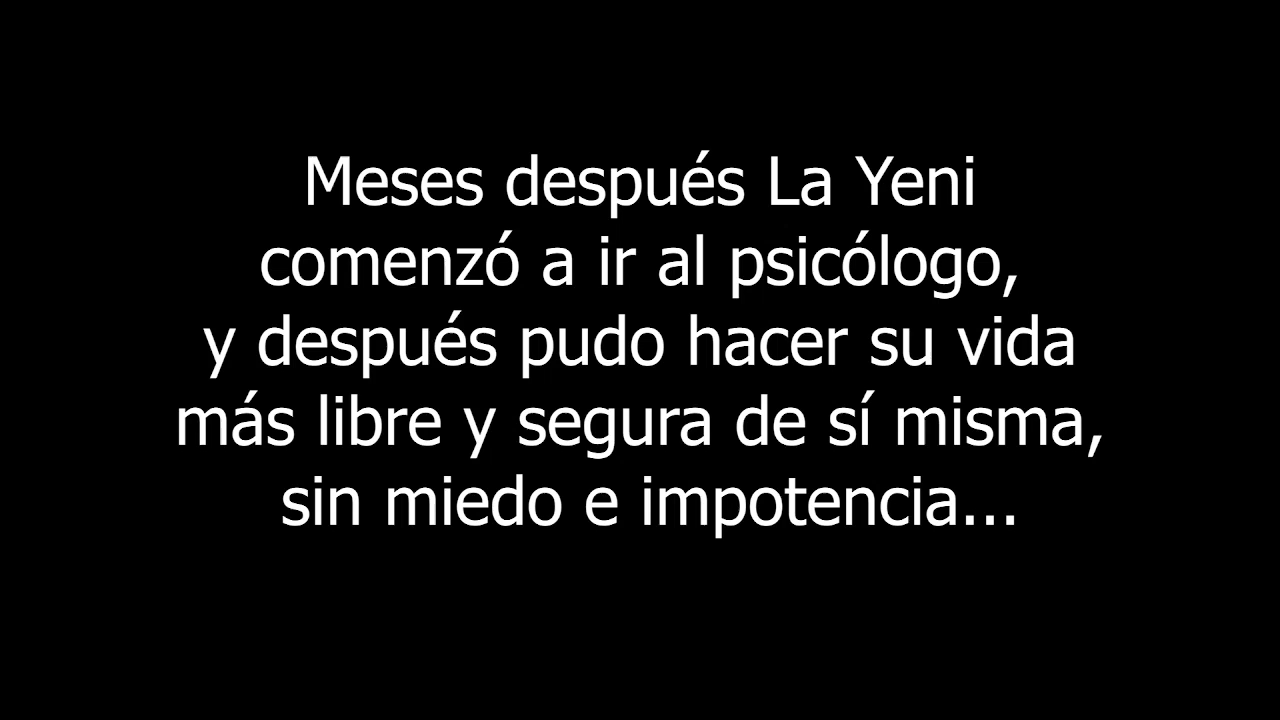 Meses después La Yeni
comenzó a ir al psicólogo,
y después pudo hacer su vida
más libre y segura de sí misma,
sin miedo e impotencia...